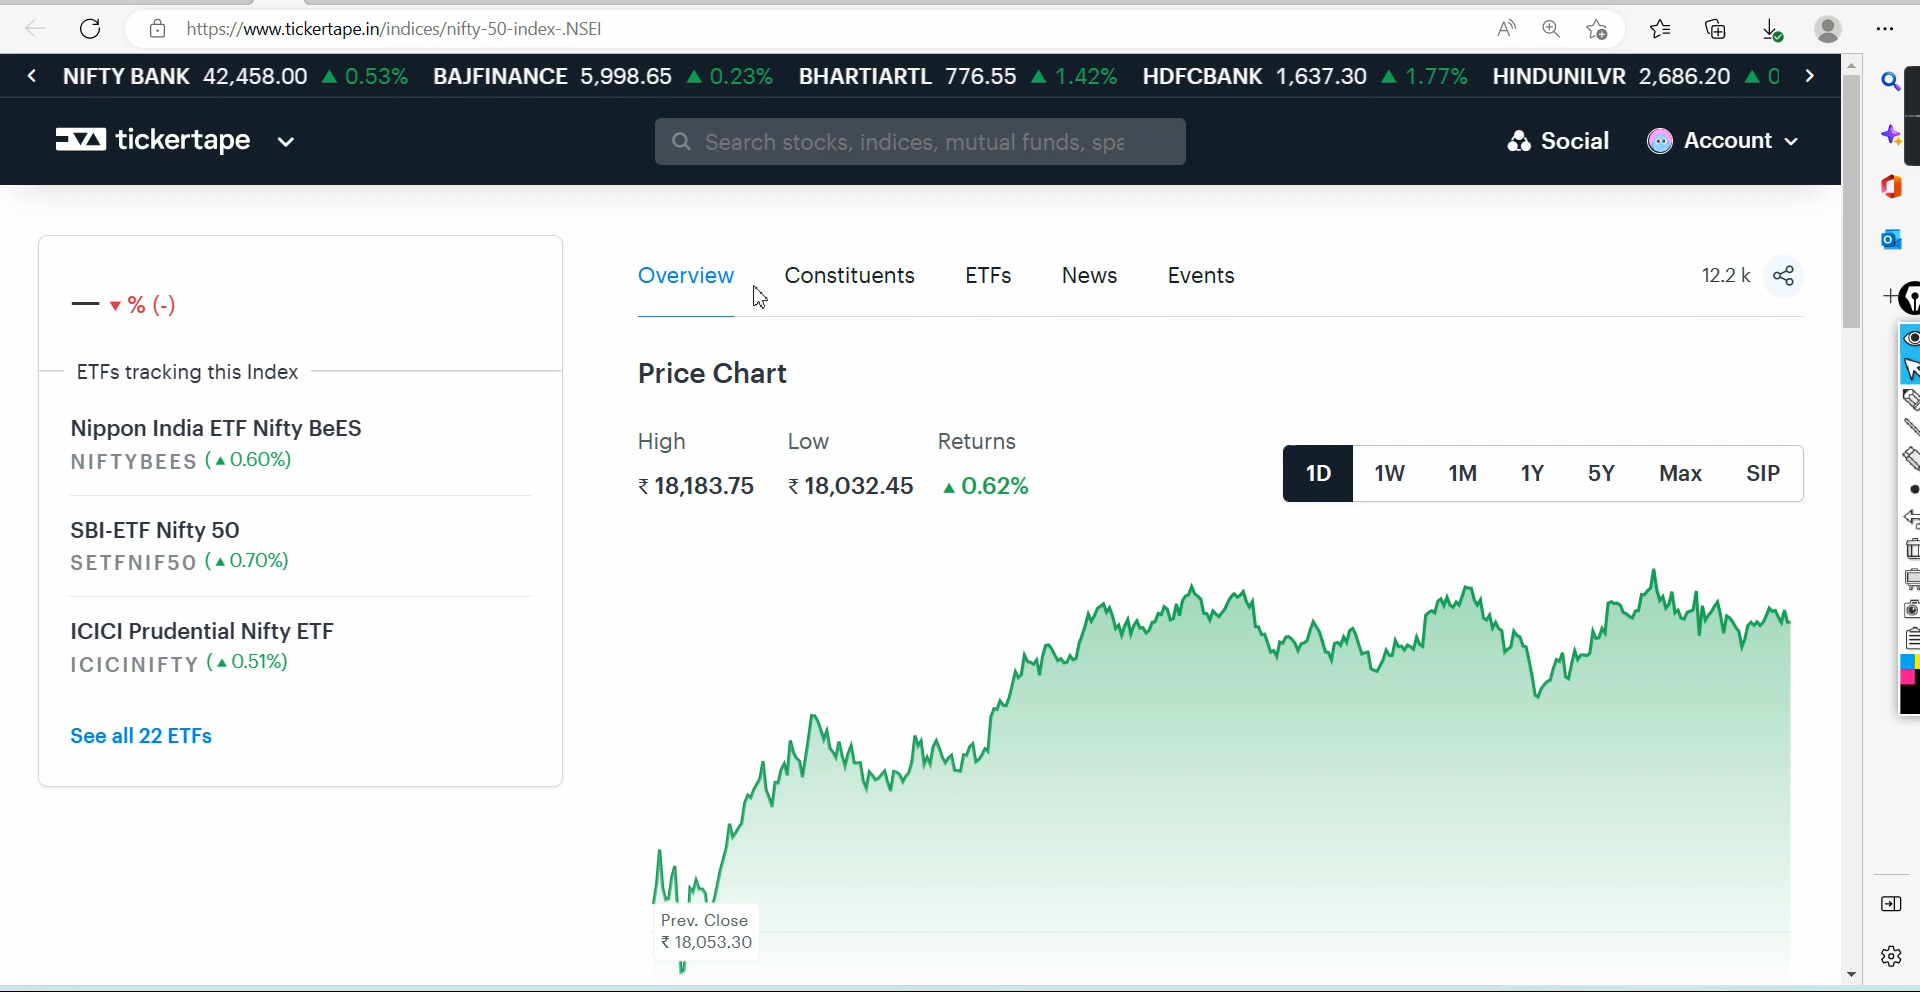 https://www.tickertape.in/indices/nifty-50-index-.NSEI
NIFTY BANK 42,458.00 ▲ 0.53% BAJFINANCE 5,998.65 ▲ 0.23% BHARTIARTL 776.55 ▲ 1.42% HDFCBANK 1,637.30 ▲ 1.77% HINDUNILVR 2,686.20 ▲ 0
tickertape
Search stocks, indices, mutual funds, spa
Social
Account
— ▼ % (-)
ETFs tracking this Index
Nippon India ETF Nifty BeES
NIFTYBEES (▲ 0.60%)
SBI-ETF Nifty 50
SETFNIF50 (▲ 0.70%)
ICICI Prudential Nifty ETF
ICICINIFTY (▲ 0.51%)
See all 22 ETFs
Overview Constituents ETFs News Events
12.2 k
Price Chart
High Low Returns
₹ 18,183.75 ₹ 18,032.45 ▲ 0.62%
1D 1W 1M 1Y 5Y Max SIP
Prev. Close
₹ 18,053.30